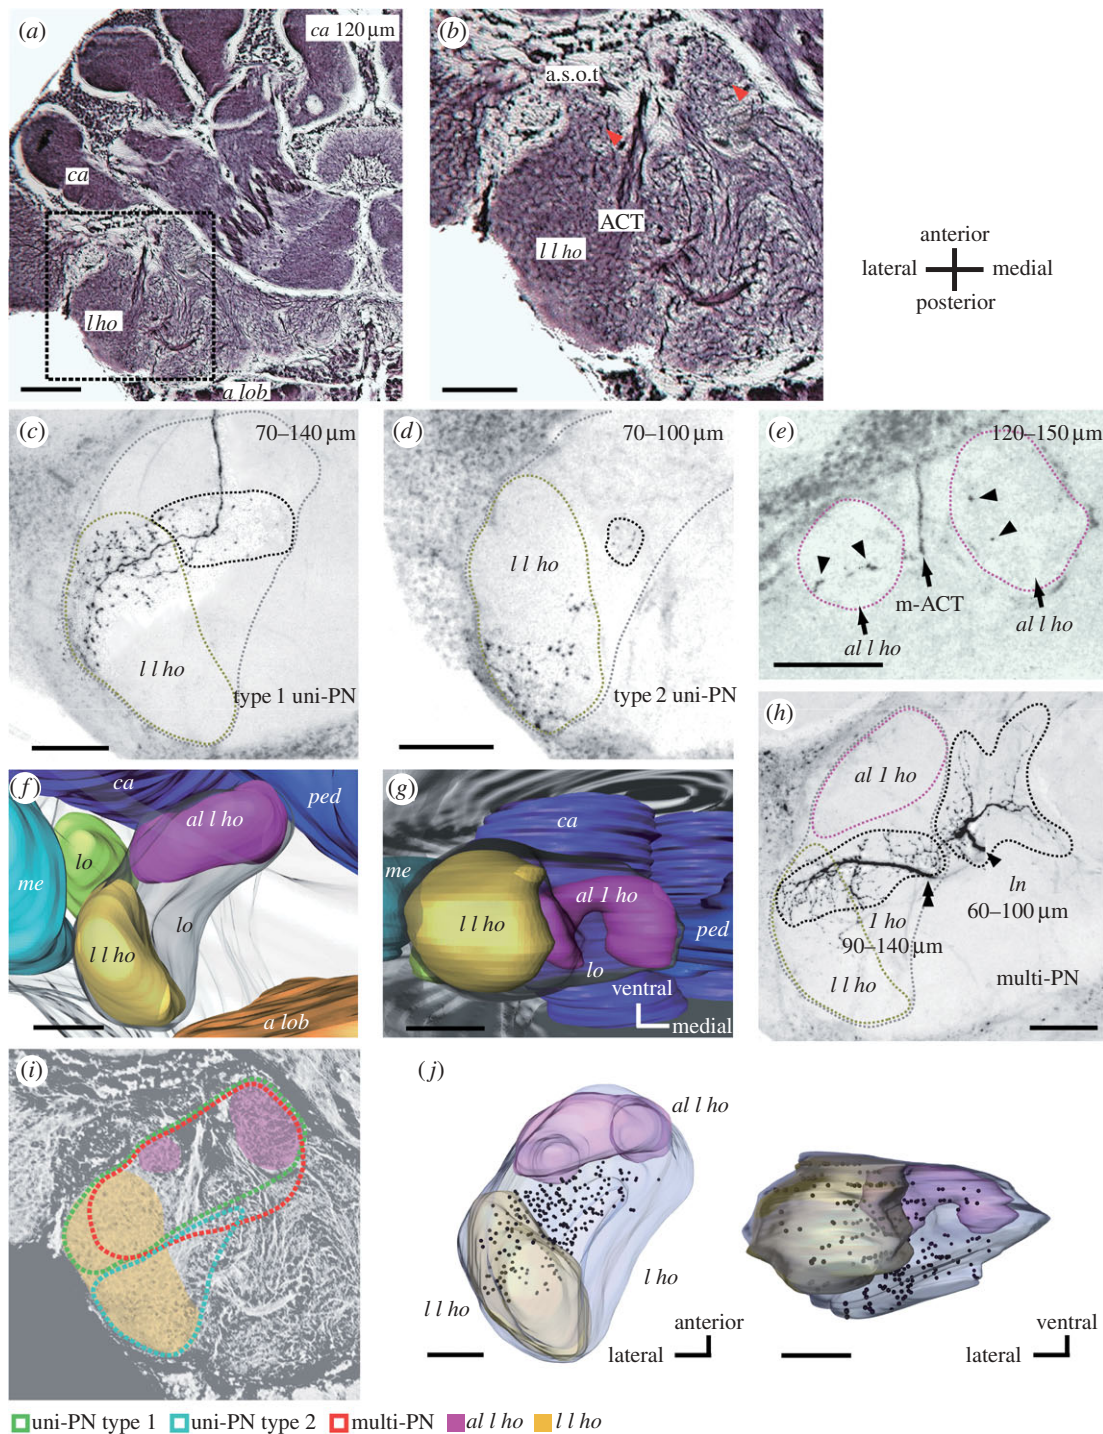 (a)
ca 120 µm
ca
l ho
a lob
(b)
a.s.o.t
ACT
l l ho
anterior
lateral
medial
posterior
(c)
70–140 µm
l l ho
type 1 uni-PN
(d)
70–100 µm
l l ho
type 2 uni-PN
(e)
120–150 µm
m-ACT
al l ho
al l ho
(f)
ca
ped
al l ho
lo
me
lo
l l ho
a lob
(g)
ca
me
al 1 ho
l l ho
ped
lo
ventral
medial
(h)
al 1 ho
ln
60–100 µm
1 ho
90–140 µm
l l ho
multi-PN
(i)
(j)
al l ho
l ho
l l ho
anterior
lateral
ventral
lateral
uni-PN type 1 uni-PN type 2 multi-PN al l ho l l ho